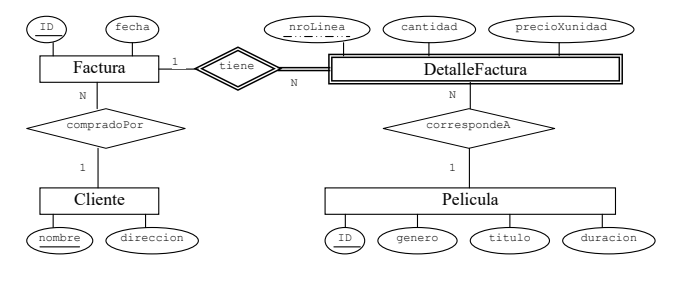 ID fecha nroLinea cantidad precioXunidad
Factura 1 tiene N DetalleFactura
N N
compradoPor correspondeA
1 1
Cliente Pelicula
nombre direccion ID genero titulo duracion